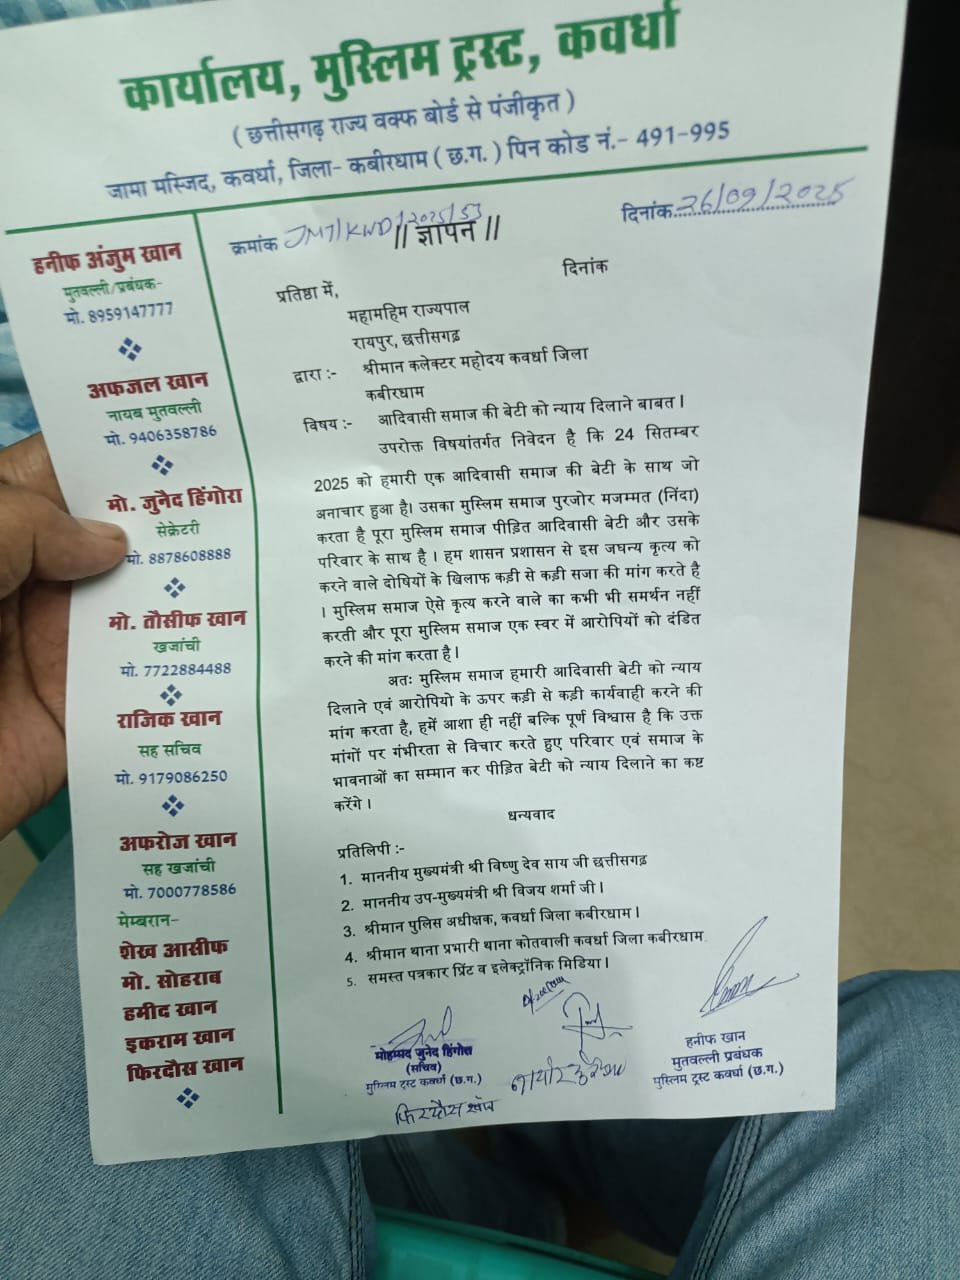 कार्यालय, मुस्लिम ट्रस्ट, कवर्धा
( छत्तीसगढ़ राज्य वक्फ बोर्ड से पंजीकृत )
जामा मस्जिद, कवर्धा, जिला- कबीरधाम ( छ.ग. ) पिन कोड नं.- 491-995
हनीफ अंजुम खान
मुतवल्ली/प्रबंधक-
मो. 8959147777
अफजल खान
नायब मुतवल्ली
मो. 9406358786
मो. जुनैद हिंगोरा
सेक्रेटरी
मो. 8878608888
मो. तौसीफ खान
खजांची
मो. 7722884488
राजिक खान
सह सचिव
मो. 9179086250
अफरोज खान
सह खजांची
मो. 7000778586
मेम्बरान-
शेख आसीफ
मो. सोहराब
हमीद खान
इकराम खान
फिरदौस खान
क्रमांक JMT/KWD/2025/53 दिनांक 26/09/2025
|| ज्ञापन ||
दिनांक
प्रतिष्ठा में,
महामहिम राज्यपाल
रायपुर, छत्तीसगढ़
द्वारा :- श्रीमान कलेक्टर महोदय कवर्धा जिला
कबीरधाम
विषय :- आदिवासी समाज की बेटी को न्याय दिलाने बाबत ।
उपरोक्त विषयांतर्गत निवेदन है कि 24 सितम्बर
2025 को हमारी एक आदिवासी समाज की बेटी के साथ जो
अनाचार हुआ है। उसका मुस्लिम समाज पुरजोर मजम्मत (निंदा)
करता है पूरा मुस्लिम समाज पीड़ित आदिवासी बेटी और उसके
परिवार के साथ है । हम शासन प्रशासन से इस जघन्य कृत्य को
करने वाले दोषियों के खिलाफ कड़ी से कड़ी सजा की मांग करते है
। मुस्लिम समाज ऐसे कृत्य करने वाले का कभी भी समर्थन नहीं
करती और पूरा मुस्लिम समाज एक स्वर में आरोपियों को दंडित
करने की मांग करता है ।
अतः मुस्लिम समाज हमारी आदिवासी बेटी को न्याय
दिलाने एवं आरोपियो के ऊपर कड़ी से कड़ी कार्यवाही करने की
मांग करता है, हमें आशा ही नहीं बल्कि पूर्ण विश्वास है कि उक्त
मांगों पर गंभीरता से विचार करते हुए परिवार एवं समाज के
भावनाओं का सम्मान कर पीड़ित बेटी को न्याय दिलाने का कष्ट
करेंगे ।
धन्यवाद
प्रतिलिपी :-
1. माननीय मुख्यमंत्री श्री विष्णु देव साय जी छत्तीसगढ़
2. माननीय उप-मुख्यमंत्री श्री विजय शर्मा जी ।
3. श्रीमान पुलिस अधीक्षक, कवर्धा जिला कबीरधाम ।
4. श्रीमान थाना प्रभारी थाना कोतवाली कवर्धा जिला कबीरधाम
5. समस्त पत्रकार प्रिंट व इलेक्ट्रॉनिक मिडिया ।
मोहम्मद जुनेद हिंगोरा
(सचिव)
मुस्लिम ट्रस्ट कवर्धा (छ.ग.)
फिरदौस खान
हनीफ खान
मुतवल्ली प्रबंधक
मुस्लिम ट्रस्ट कवर्धा (छ.ग.)